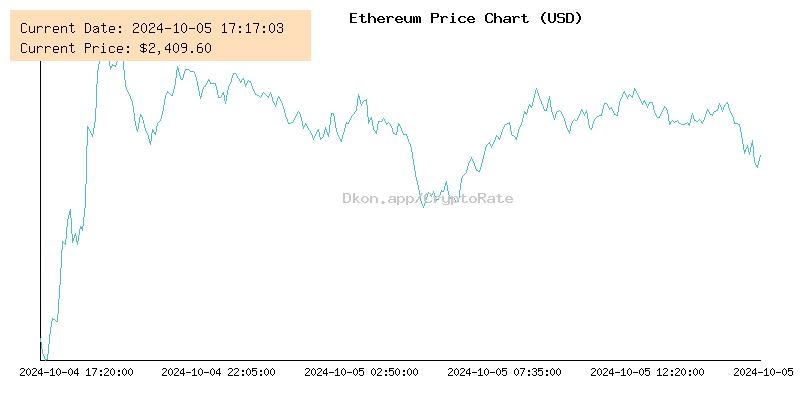 Ethereum Price Chart (USD)
Current Date: 2024-10-05 17:17:03
Current Price: $2,409.60
Dkon.app/CryptoRate
2024-10-04 17:20:00 2024-10-04 22:05:00 2024-10-05 02:50:00 2024-10-05 07:35:00 2024-10-05 12:20:00 2024-10-05